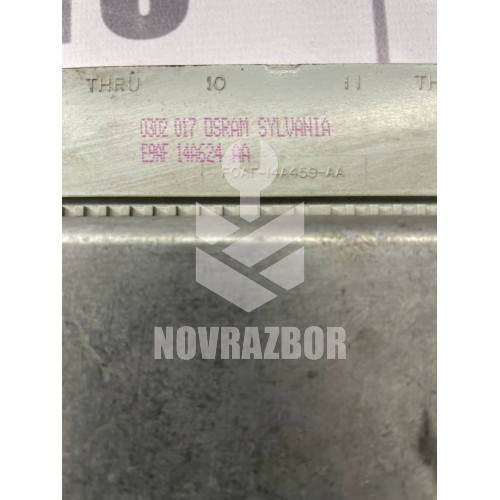 THRU 10 11 TH
0302 017 OSRAM SYLVANIA
E9AF 14A624 AA
F0AF-14A459-AA
NOVRAZBOR